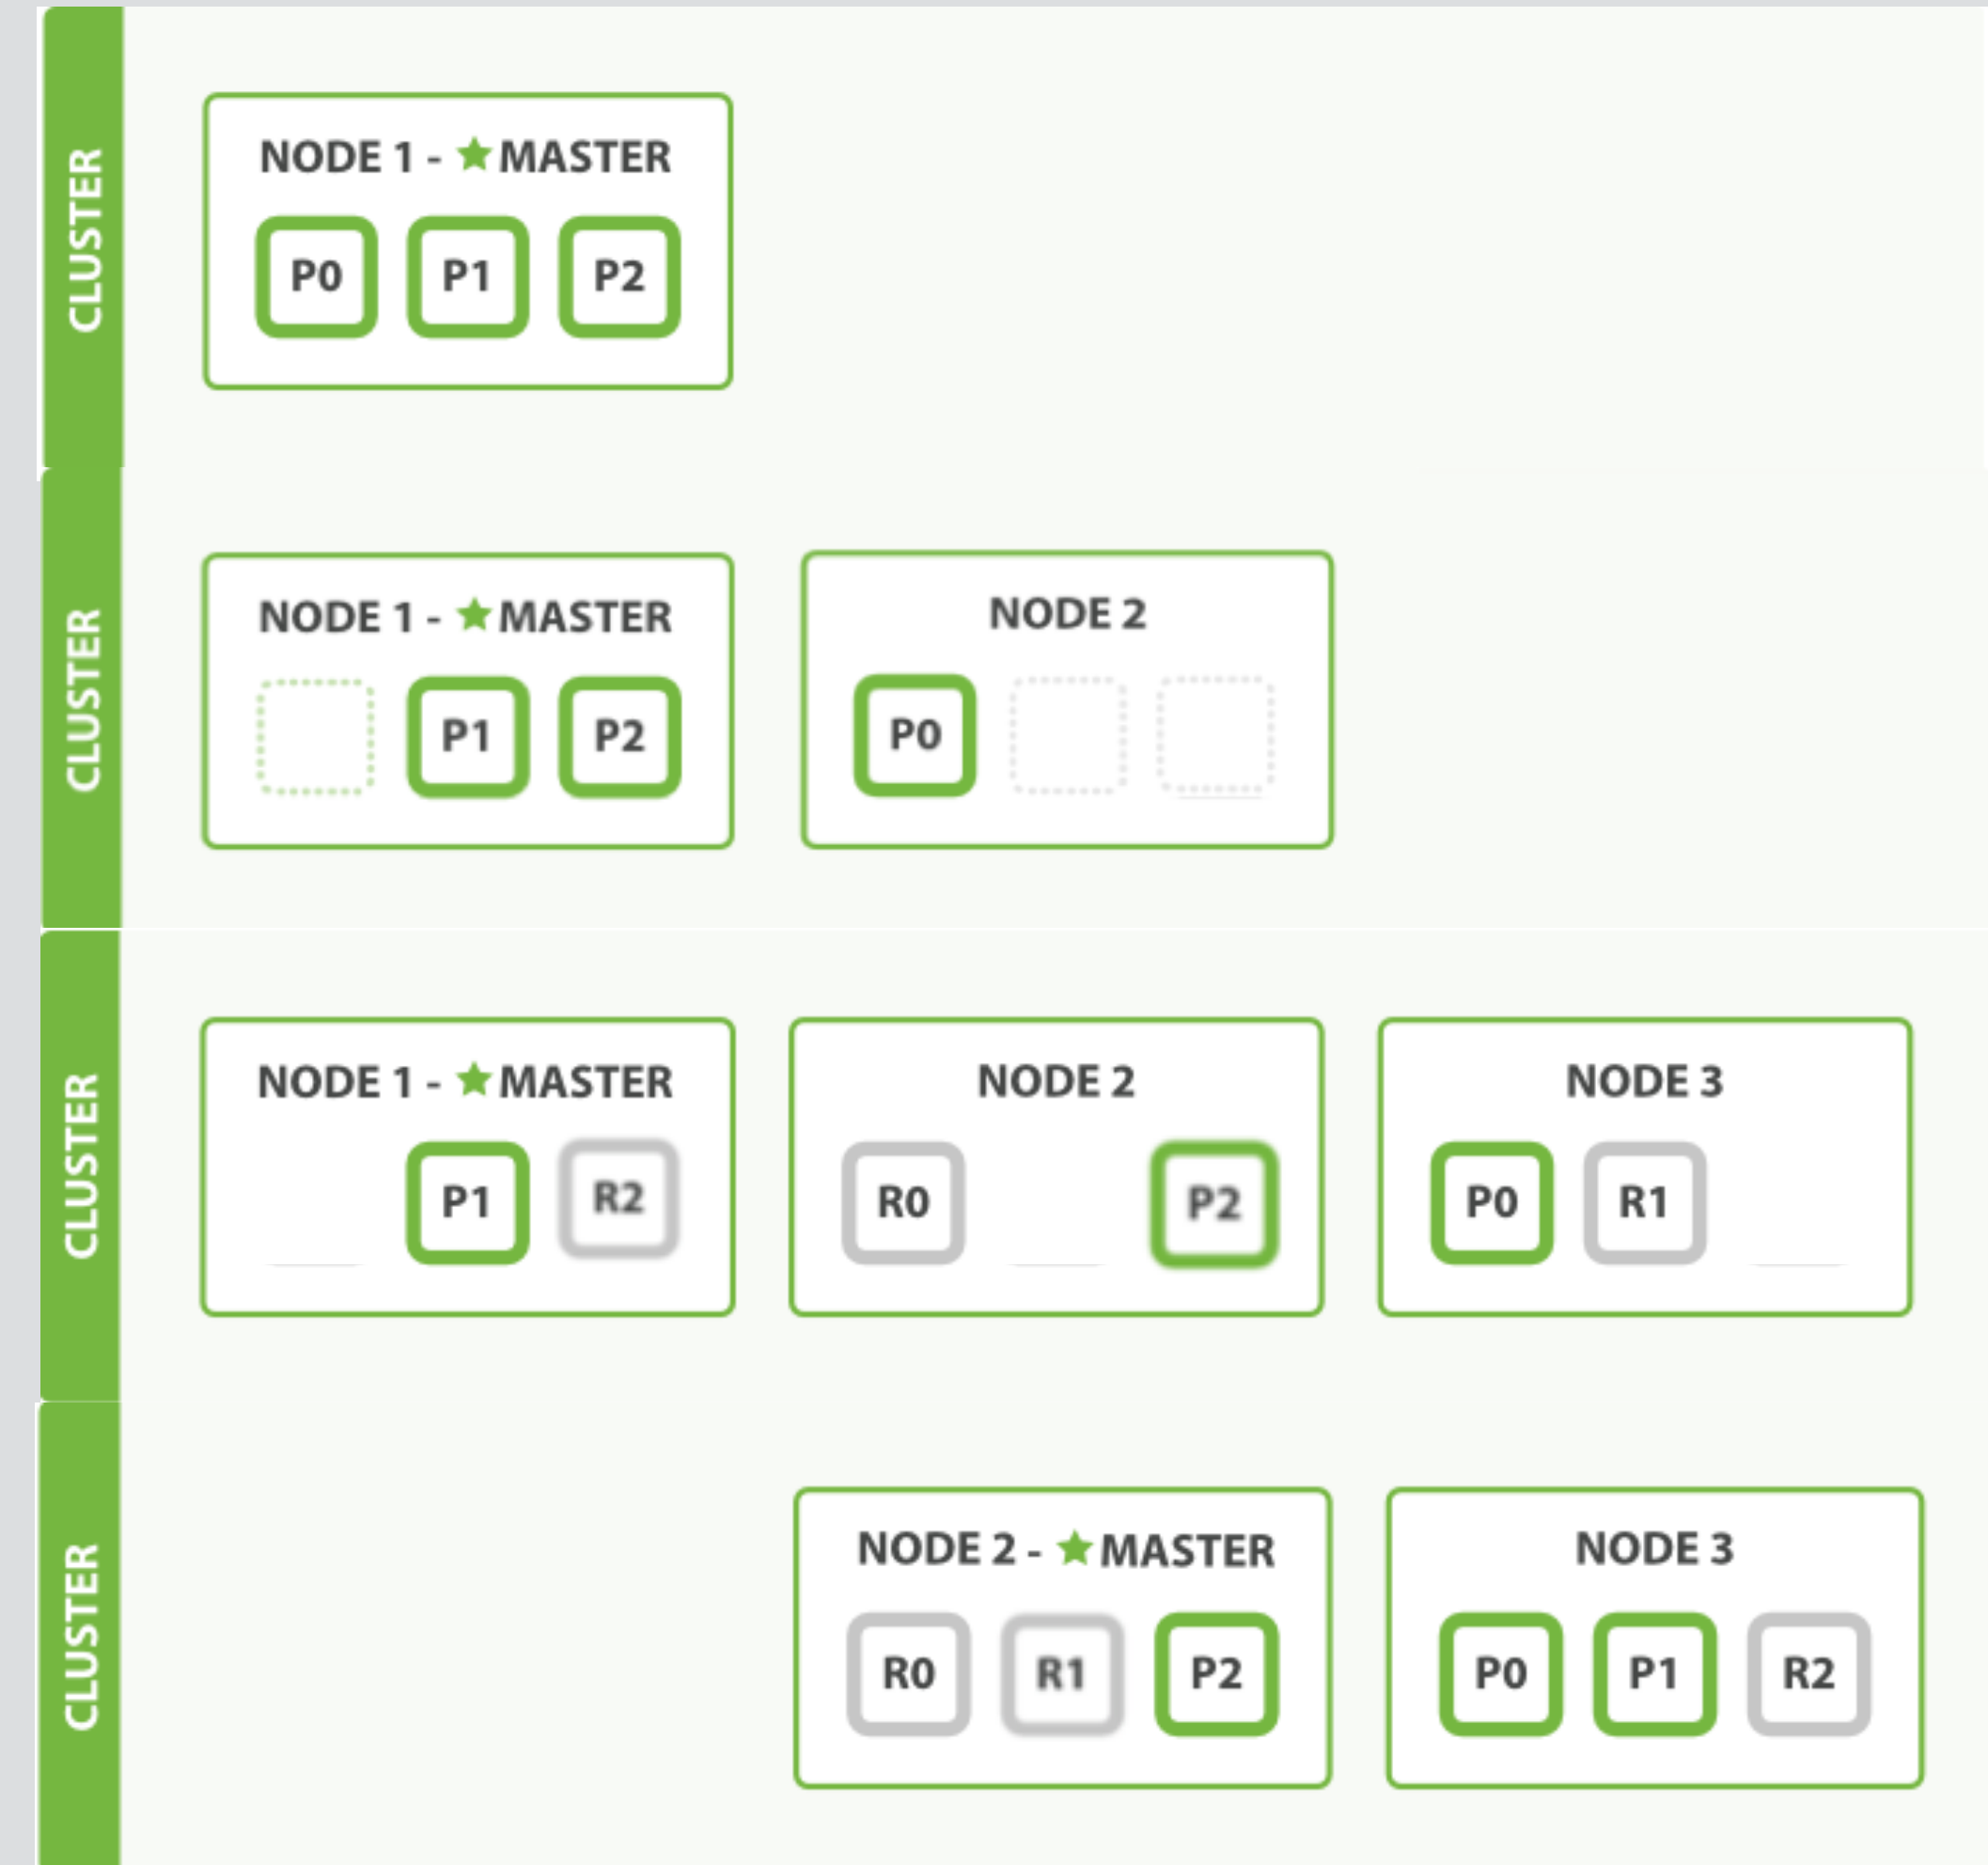 CLUSTER
NODE 1 - ★MASTER
P0 P1 P2
CLUSTER
NODE 1 - ★MASTER
P1 P2
NODE 2
P0
CLUSTER
NODE 1 - ★MASTER
P1 R2
NODE 2
R0 P2
NODE 3
P0 R1
CLUSTER
NODE 2 - ★MASTER
R0 R1 P2
NODE 3
P0 P1 R2